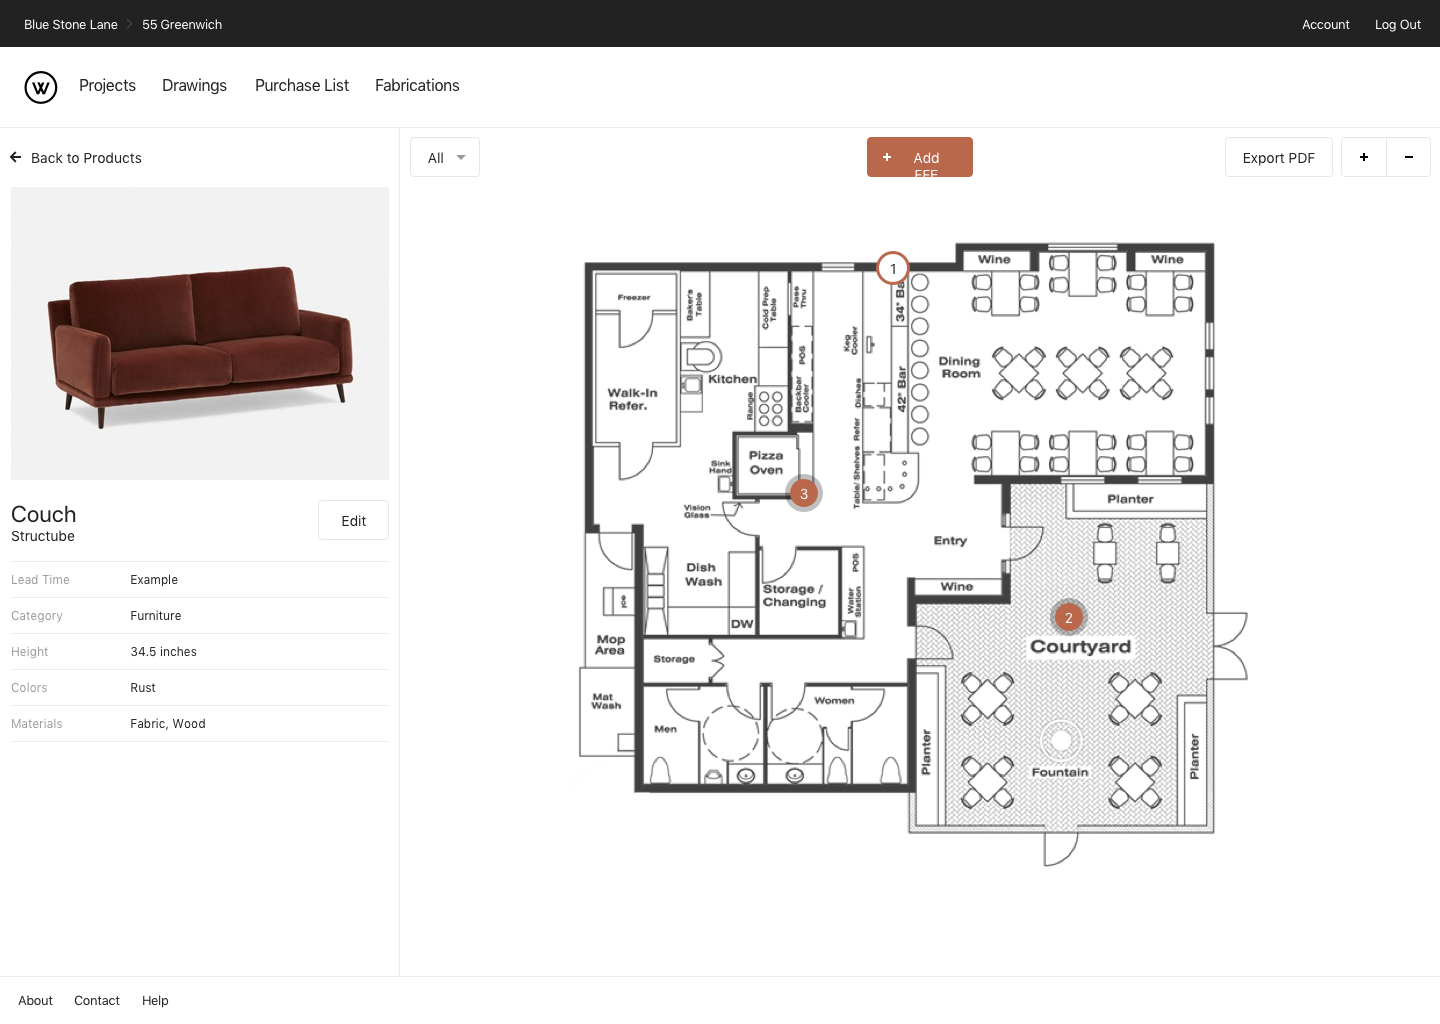 Blue Stone Lane
55 Greenwich
Account
Log Out
W
Projects
Drawings
Purchase List
Fabrications
Back to Products
Couch
Structube
Edit
Lead Time
Example
Category
Furniture
Height
34.5 inches
Colors
Rust
Materials
Fabric, Wood
All
+ Add
FFE
Export PDF
+
−
1
Wine
Wine
Freezer
Baker's
Table
Cold Prep
Table
Pass
Thru
34" Ba
Keg
Cooler
POS
Dining
Room
Kitchen
Walk-In
Refer.
Range
Backbar
Cooler
Dishes
42" Bar
Refer
Table/ Shelves
Pizza
Oven
Sink
Hand
3
Vision
Glass
Planter
Entry
Dish
Wash
Storage /
Changing
POS
Water
Station
Wine
Ice
DW
2
Courtyard
Mop
Area
Storage
Mat
Wash
Men
Women
Planter
Fountain
Planter
About
Contact
Help